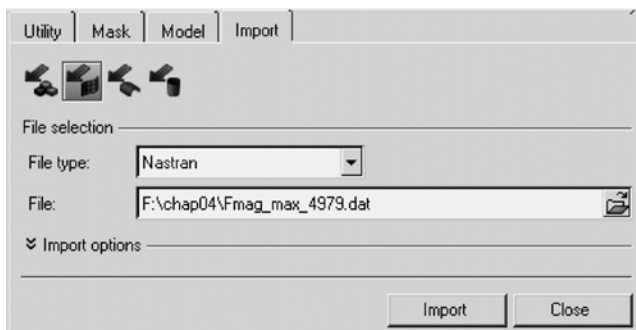 Utility Mask Model Import
File selection
File type: Nastran
File: F:\chap04\Fmag_max_4979.dat
Import options
Import Close